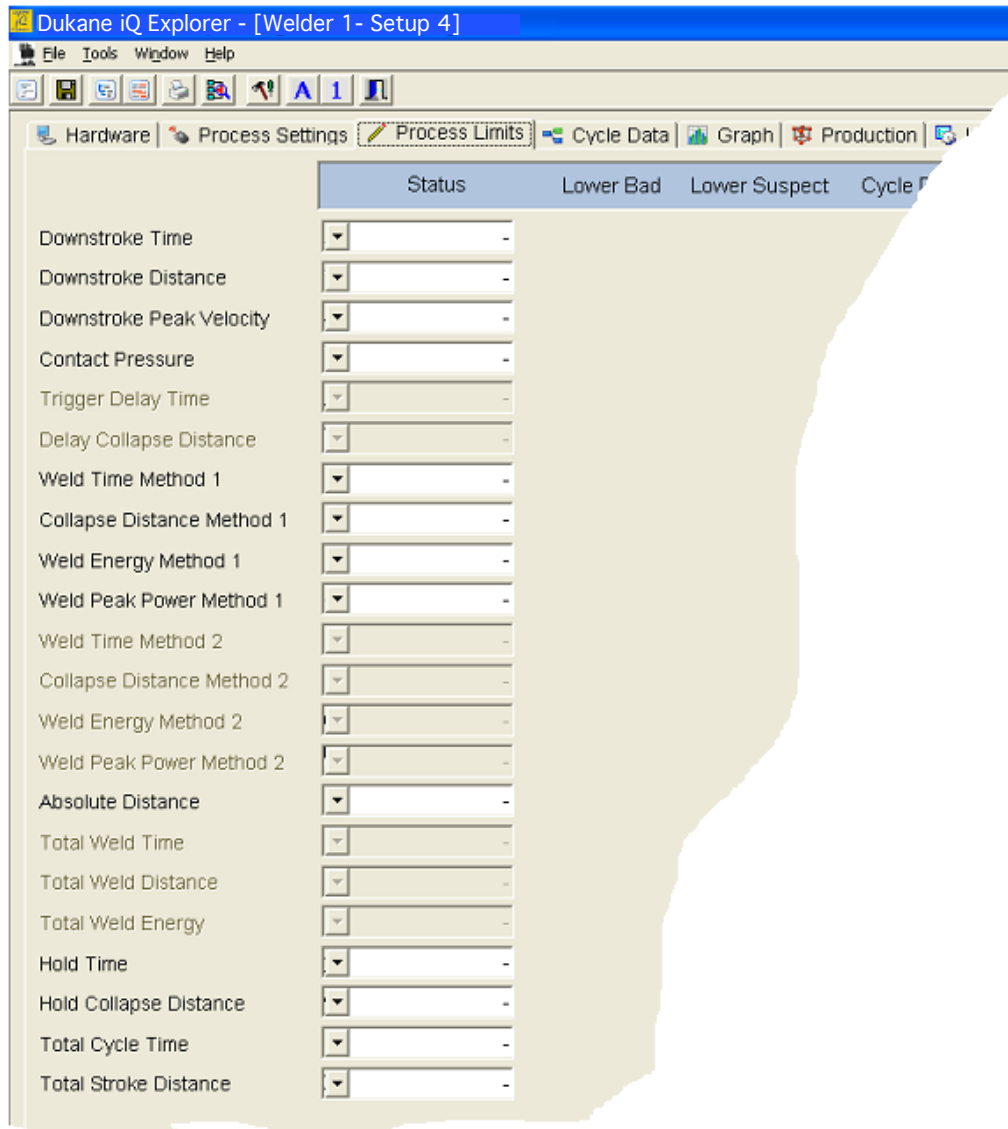 Dukane iQ Explorer - [Welder 1- Setup 4]
File Tools Window Help
A 1
Hardware Process Settings Process Limits Cycle Data Graph Production
Status Lower Bad Lower Suspect Cycle
Downstroke Time -
Downstroke Distance -
Downstroke Peak Velocity -
Contact Pressure -
Trigger Delay Time -
Delay Collapse Distance -
Weld Time Method 1 -
Collapse Distance Method 1 -
Weld Energy Method 1 -
Weld Peak Power Method 1 -
Weld Time Method 2 -
Collapse Distance Method 2 -
Weld Energy Method 2 -
Weld Peak Power Method 2 -
Absolute Distance -
Total Weld Time -
Total Weld Distance -
Total Weld Energy -
Hold Time -
Hold Collapse Distance -
Total Cycle Time -
Total Stroke Distance -